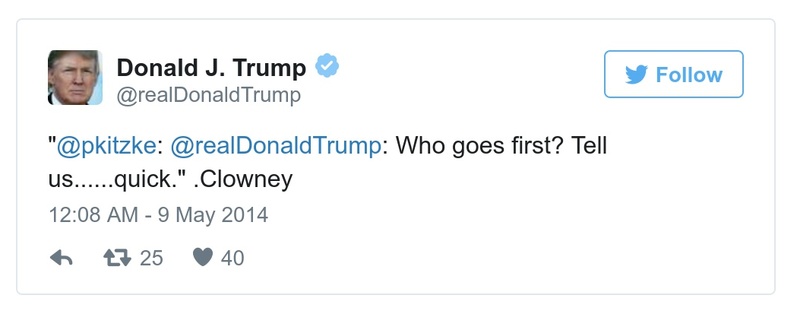 Donald J. Trump
@realDonaldTrump
Follow
"@pkitzke: @realDonaldTrump: Who goes first? Tell
us......quick." .Clowney
12:08 AM - 9 May 2014
25 40